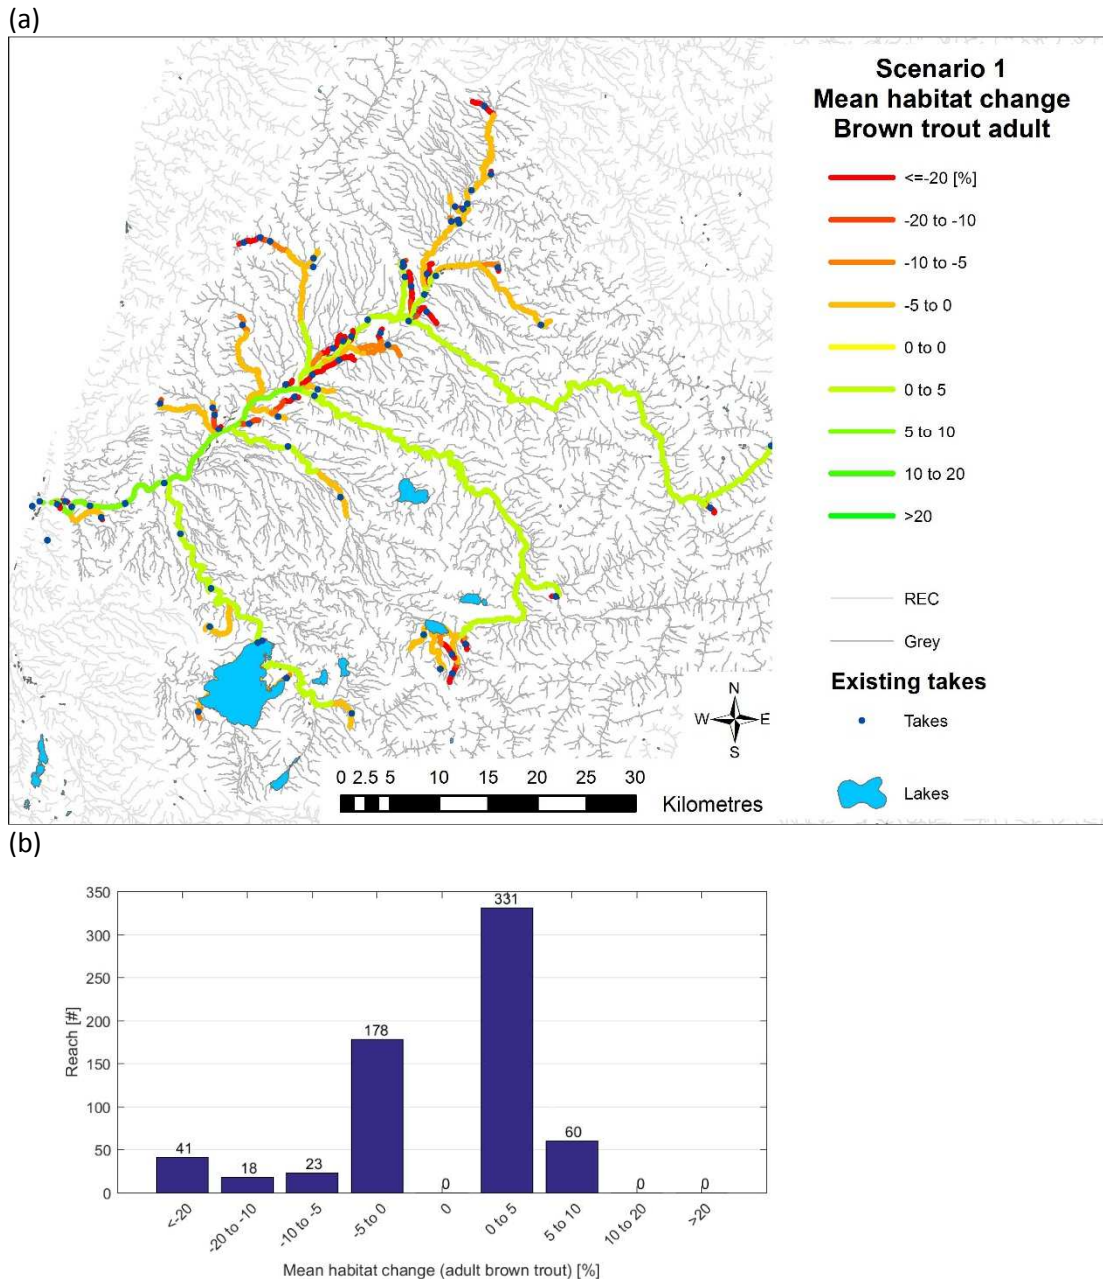 (a)
Scenario 1
Mean habitat change
Brown trout adult
<=-20 [%]
-20 to -10
-10 to -5
-5 to 0
0 to 0
0 to 5
5 to 10
10 to 20
>20
REC
Grey
Existing takes
Takes
Lakes
N
W E
S
0 2.5 5 10 15 20 25 30
Kilometres
(b)
350
300
250
200
150
100
50
0
Reach [#]
41
18
23
178
0
331
60
0
0
<-20
-20 to -10
-10 to -5
-5 to 0
0
0 to 5
5 to 10
10 to 20
>20
Mean habitat change (adult brown trout) [%]